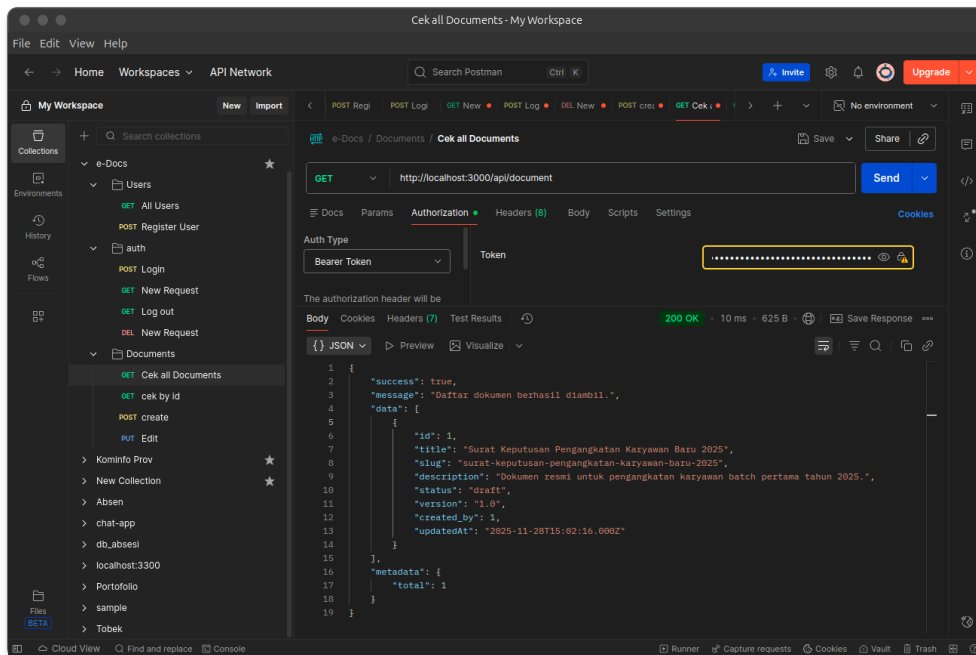 Cek all Documents - My Workspace
File Edit View Help
Home Workspaces API Network Search Postman Ctrl K Invite Upgrade
My Workspace New Import POST Regi POST Logi GET New POST Log DEL New POST cre GET Cek No environment
Collections
Environments
History
Flows
Files
BETA
Search collections
e-Docs
Users
GET All Users
POST Register User
auth
POST Login
GET New Request
GET Log out
DEL New Request
Documents
GET Cek all Documents
GET cek by id
POST create
PUT Edit
Kominfo Prov
New Collection
Absen
chat-app
db_absesi
localhost:3300
Portofolio
sample
Tobek
HTTP e-Docs / Documents / Cek all Documents Save Share
GET http://localhost:3000/api/document Send
Docs Params Authorization Headers (8) Body Scripts Settings Cookies
Auth Type
Bearer Token
Token
The authorization header will be
Body Cookies Headers (7) Test Results 200 OK 10 ms 625 B Save Response
{} JSON Preview Visualize
1 {
2 "success": true,
3 "message": "Daftar dokumen berhasil diambil.",
4 "data": [
5 {
6 "id": 1,
7 "title": "Surat Keputusan Pengangkatan Karyawan Baru 2025",
8 "slug": "surat-keputusan-pengangkatan-karyawan-baru-2025",
9 "description": "Dokumen resmi untuk pengangkatan karyawan batch pertama tahun 2025.",
10 "status": "draft",
11 "version": "1.0",
12 "created_by": 1,
13 "updatedAt": "2025-11-28T15:02:16.000Z"
14 }
15 ],
16 "metadata": {
17 "total": 1
18 }
19 }
Cloud View Find and replace Console Runner Capture requests Cookies Vault Trash